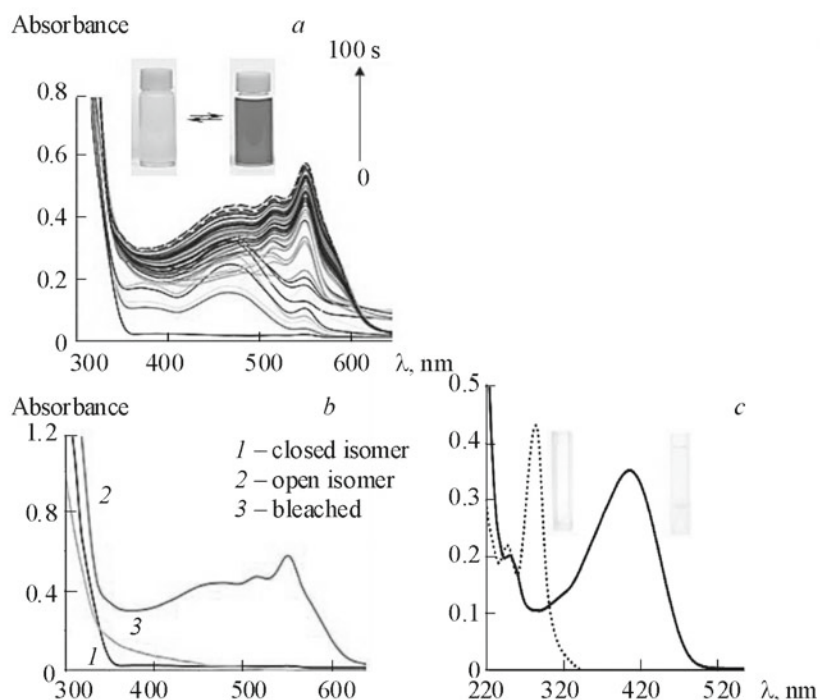 Absorbance a
100 s
0.8
0.6
0.4
0.2
0
0
300 400 500 600 λ, nm
Absorbance b
1.2
0.8
0.4
0
2
3
1
1 – closed isomer
2 – open isomer
3 – bleached
300 400 500 600
c
0.5
0.4
0.3
0.2
0.1
0
220 320 420 520 λ, nm